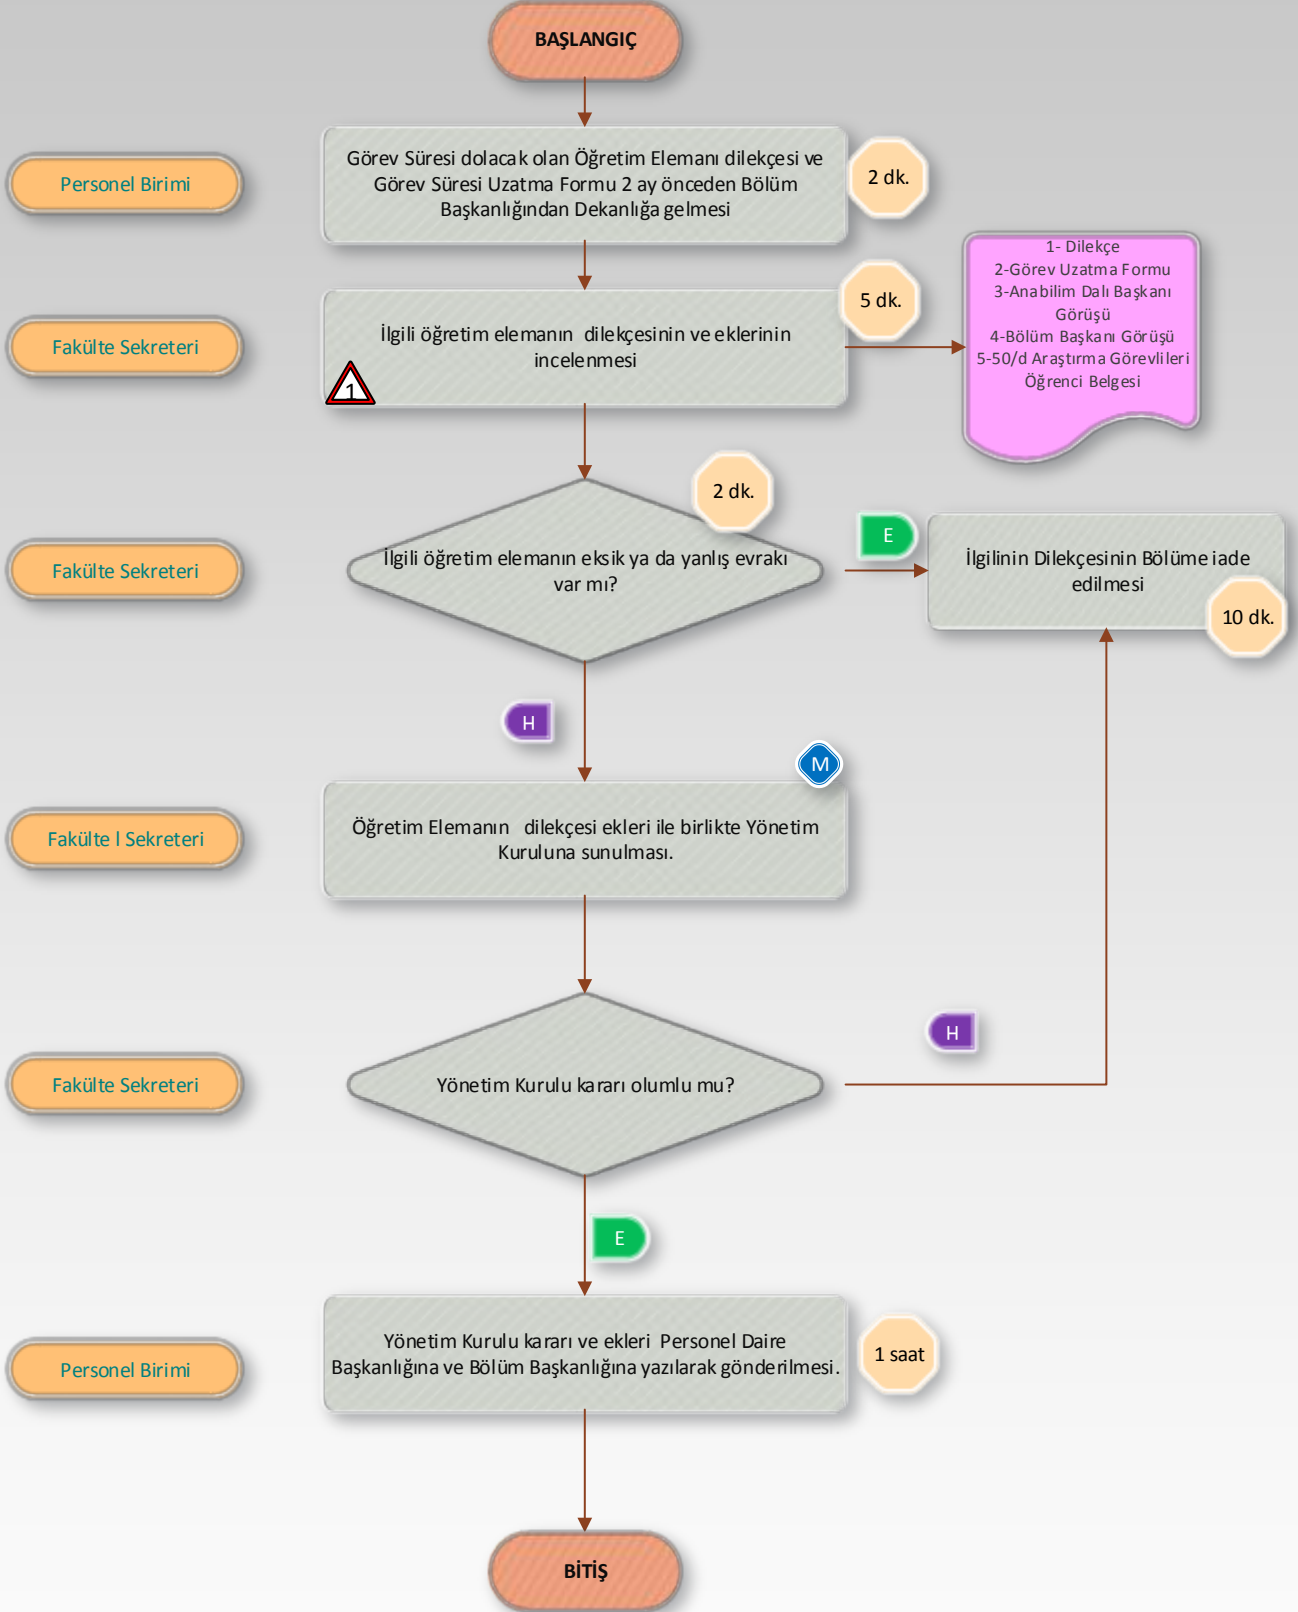 BAŞLANGIÇ
Personel Birimi
Görev Süresi dolacak olan Öğretim Elemanı dilekçesi ve
Görev Süresi Uzatma Formu 2 ay önceden Bölüm
Başkanlığından Dekanlığa gelmesi
2 dk.
Fakülte Sekreteri
İlgili öğretim elemanın dilekçesinin ve eklerinin
incelenmesi
1
5 dk.
1- Dilekçe
2-Görev Uzatma Formu
3-Anabilim Dalı Başkanı
Görüşü
4-Bölüm Başkanı Görüşü
5-50/d Araştırma Görevlileri
Öğrenci Belgesi
Fakülte Sekreteri
İlgili öğretim elemanın eksik ya da yanlış evrakı
var mı?
2 dk.
E
İlgilinin Dilekçesinin Bölüme iade
edilmesi
10 dk.
H
M
Fakülte l Sekreteri
Öğretim Elemanın dilekçesi ekleri ile birlikte Yönetim
Kuruluna sunulması.
Fakülte Sekreteri
Yönetim Kurulu kararı olumlu mu?
H
E
Personel Birimi
Yönetim Kurulu kararı ve ekleri Personel Daire
Başkanlığına ve Bölüm Başkanlığına yazılarak gönderilmesi.
1 saat
BİTİŞ